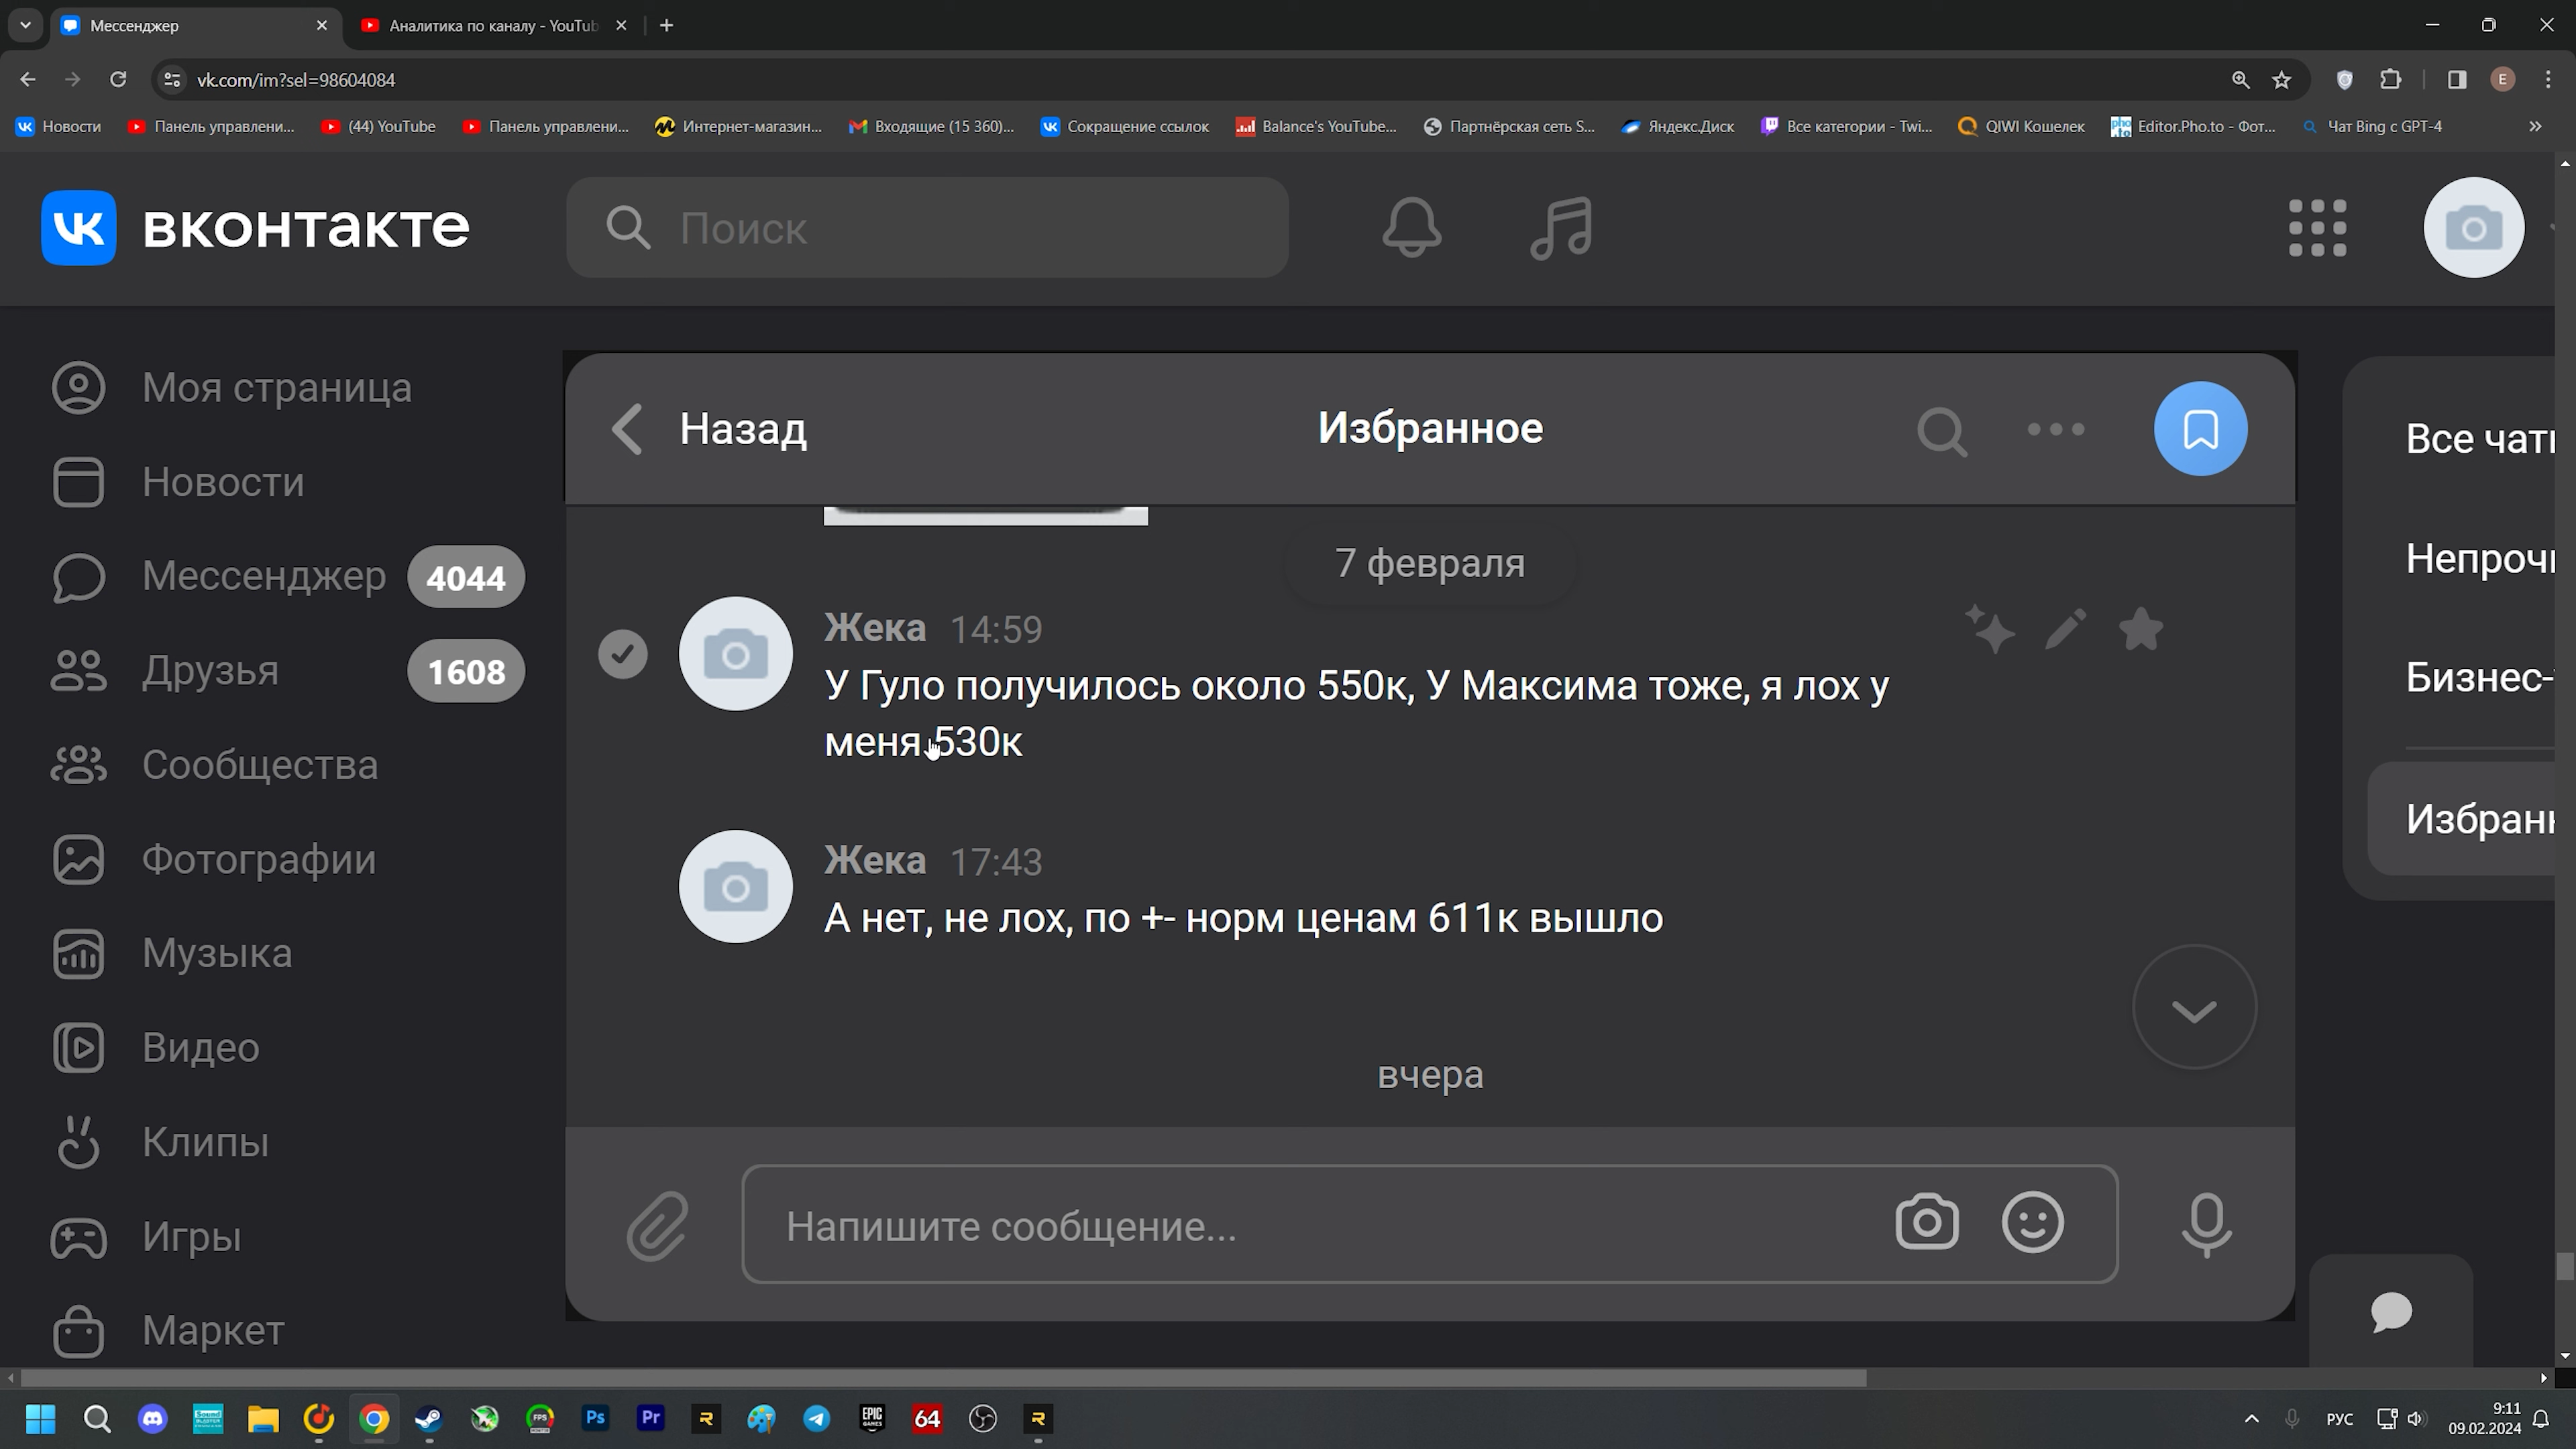 Мессенджер
Аналитика по каналу - YouTub
vk.com/im?sel=98604084
E
Новости
Панель управлени...
(44) YouTube
Панель управлени...
Интернет-магазин...
Входящие (15 360)...
Сокращение ссылок
Balance's YouTube...
Партнёрская сеть S...
Яндекс.Диск
Все категории - Twi...
QIWI Кошелек
Editor.Pho.to - Фот...
Чат Bing с GPT-4
вконтакте
Поиск
Моя страница
Новости
Мессенджер 4044
Друзья 1608
Сообщества
Фотографии
Музыка
Видео
Клипы
Игры
Маркет
Назад
Избранное
7 февраля
Жека 14:59
У Гуло получилось около 550к, У Максима тоже, я лох у
меня 530к
Жека 17:43
А нет, не лох, по +- норм ценам 611к вышло
вчера
Напишите сообщение...
Все чат
Непроч
Бизнес-
Избран
Ps
Pr
EPIC GAMES
64
РУС
9:11
09.02.2024